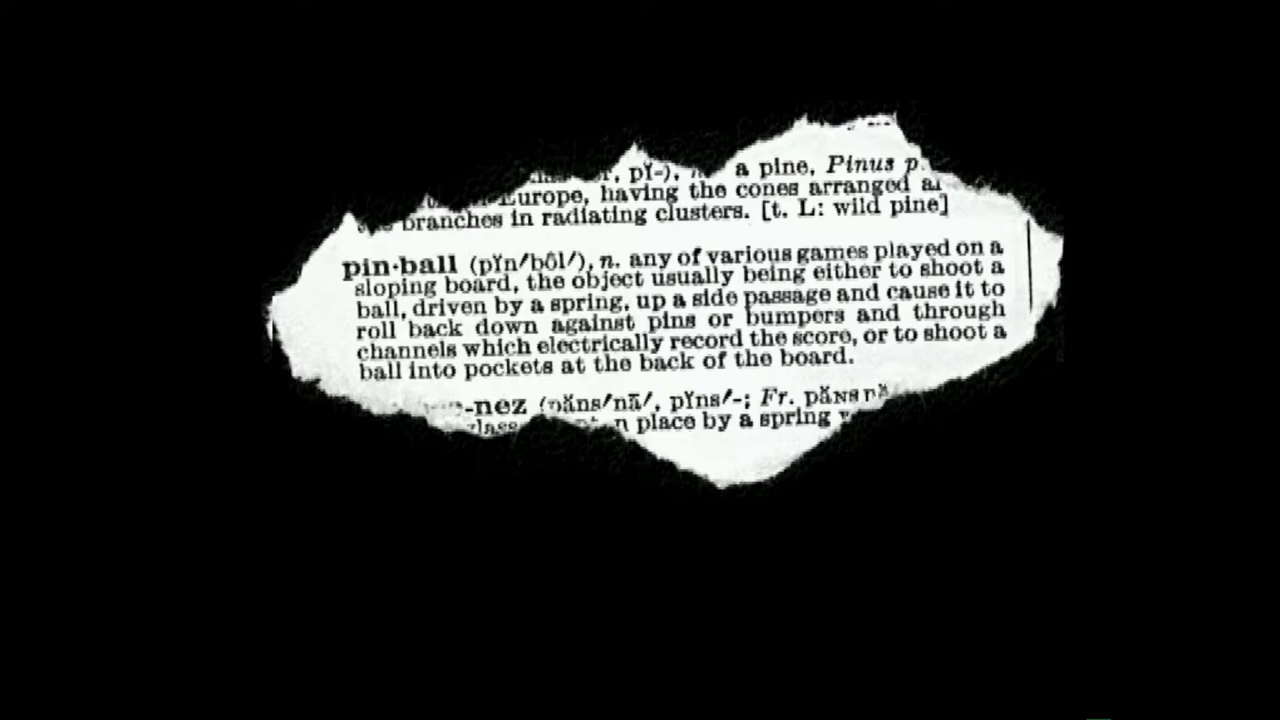 pĭ-), a pine, Pinus p
Europe, having the cones arranged
branches in radiating clusters. [t. L: wild pine]
pin·ball (pĭn′bôl′), n. any of various games played on a
sloping board, the object usually being either to shoot a
ball, driven by a spring, up a side passage and cause it to
roll back down against pins or bumpers and through
channels which electrically record the score, or to shoot a
ball into pockets at the back of the board.
-nez (păns′nā′, pĭns′-; Fr.
place by a spring